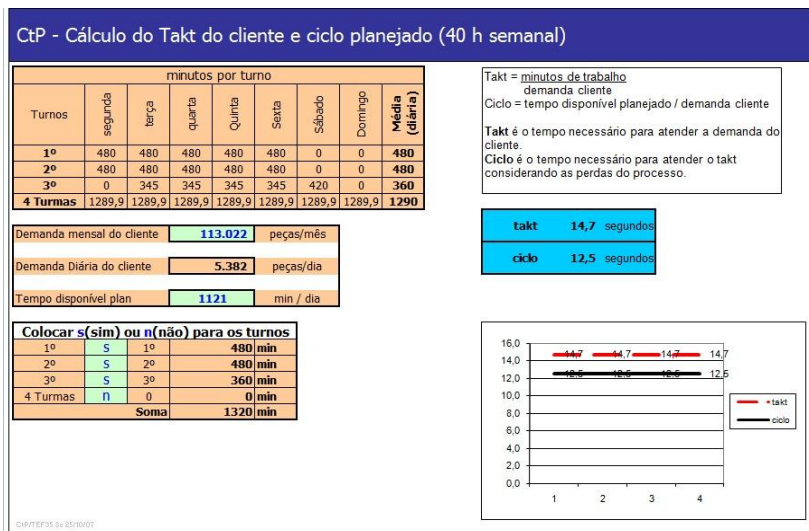 CtP - Cálculo do Takt do cliente e ciclo planejado (40 h semanal)
minutos por turno
Turnos segunda terça quarta Quinta Sexta Sábado Domingo Média (diária)
1º 480 480 480 480 480 0 0 480
2º 480 480 480 480 480 0 0 480
3º 0 345 345 345 345 420 0 360
4 Turmas 1289,9 1289,9 1289,9 1289,9 1289,9 1289,9 1289,9 1290
Demanda mensal do cliente 113.022 peças/mês
Demanda Diária do cliente 5.382 peças/dia
Tempo disponível plan 1121 min / dia
Colocar s(sim) ou n(não) para os turnos
1º s 1º 480 min
2º s 2º 480 min
3º s 3º 360 min
4 Turmas n 0 0 min
Soma 1320 min
Takt = minutos de trabalho
demanda cliente
Ciclo = tempo disponível planejado / demanda cliente
Takt é o tempo necessário para atender a demanda do
cliente.
Ciclo é o tempo necessário para atender o takt
considerando as perdas do processo.
takt 14,7 segundos
ciclo 12,5 segundos
16,0
14,0
12,0
10,0
8,0
6,0
4,0
2,0
0,0
14,7 14,7 14,7 14,7
12,5 12,5 12,5 12,5
1 2 3 4
takt
ciclo
25/10/07